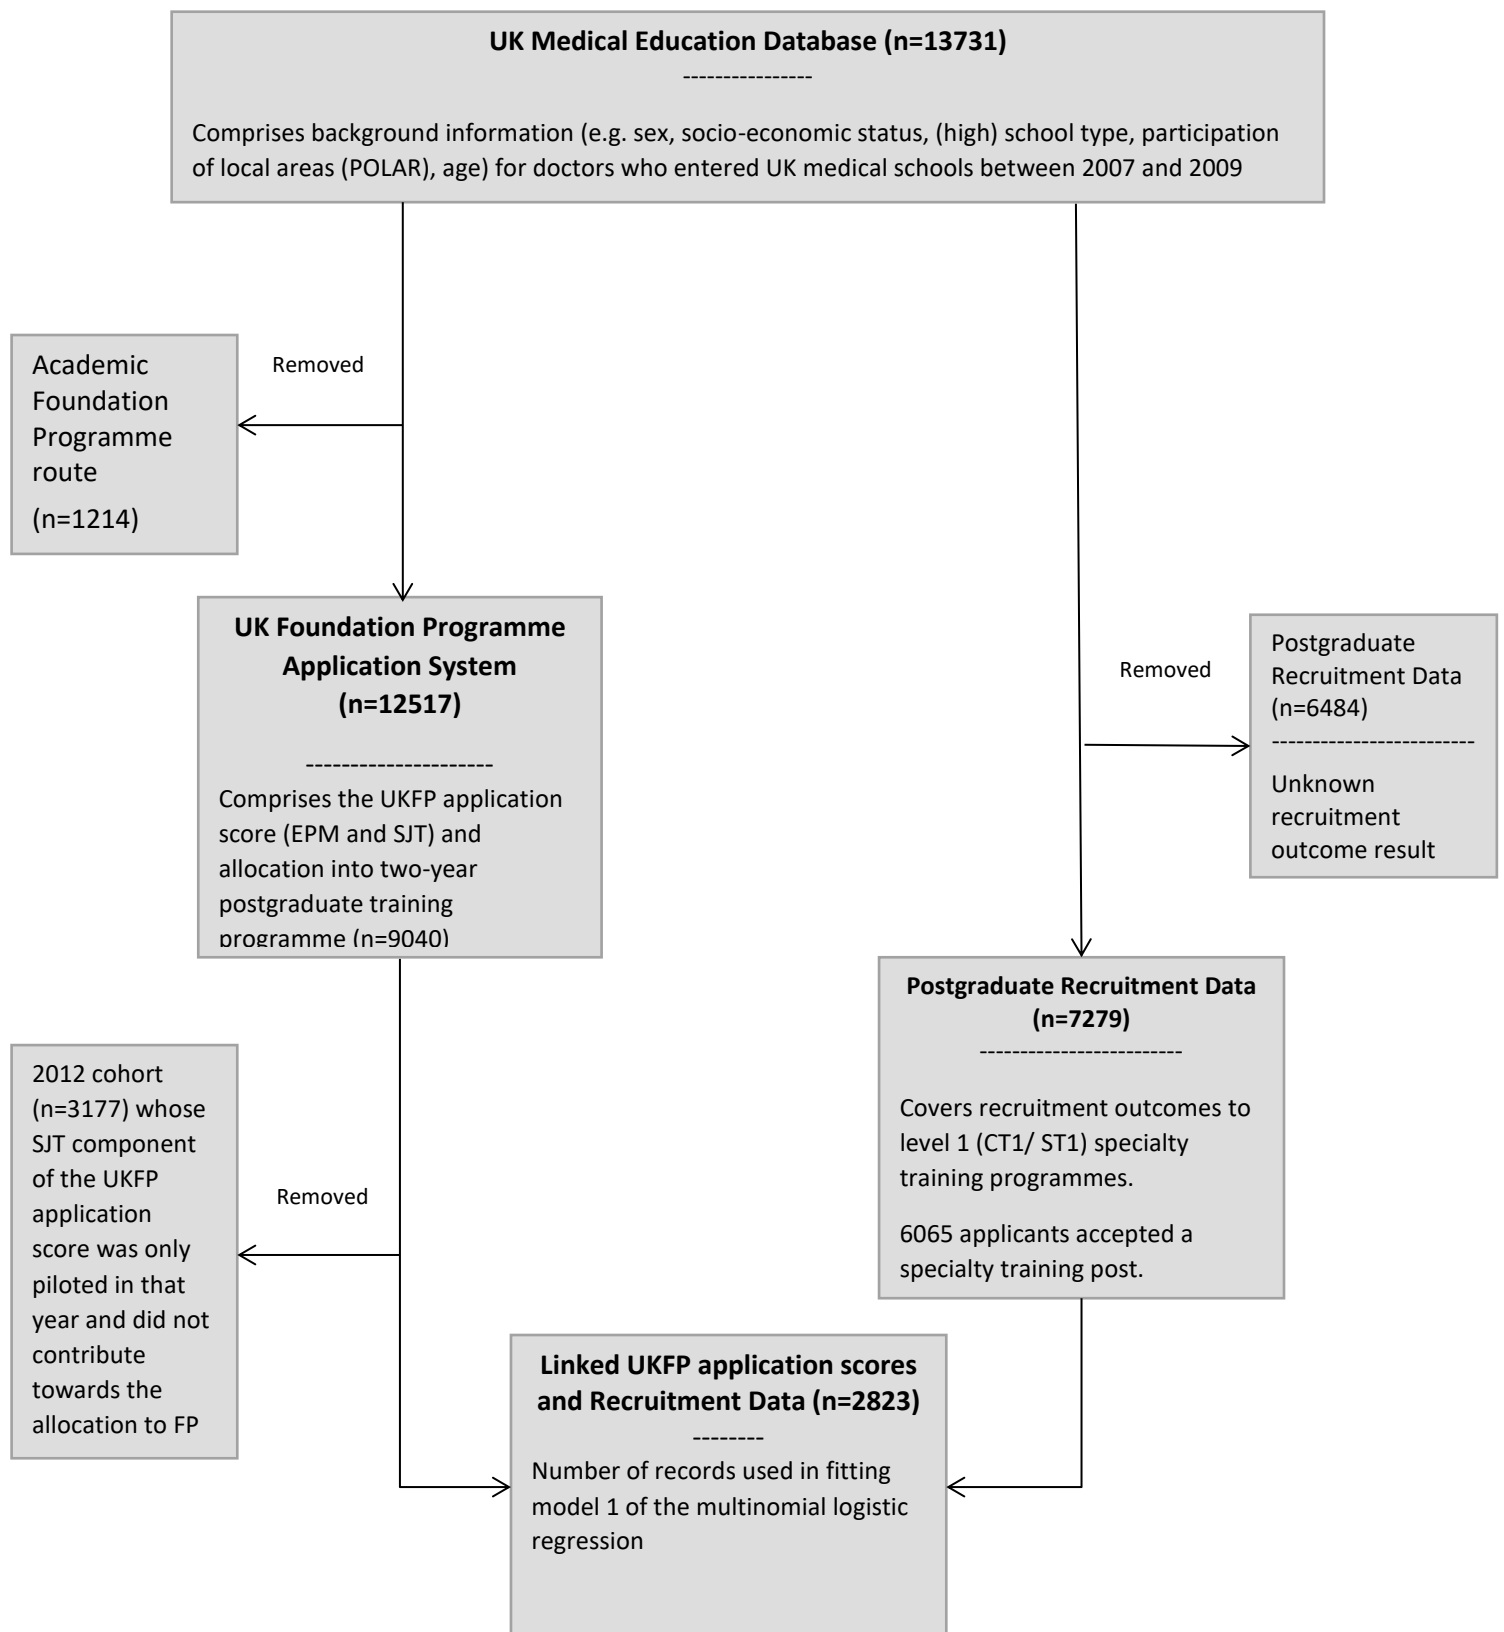 UK Medical Education Database (n=13731)
----------------
Comprises background information (e.g. sex, socio-economic status, (high) school type, participation
of local areas (POLAR), age) for doctors who entered UK medical schools between 2007 and 2009
Academic
Foundation
Programme
route
(n=1214)
Removed
UK Foundation Programme
Application System
(n=12517)
---------------------
Comprises the UKFP application
score (EPM and SJT) and
allocation into two-year
postgraduate training
programme (n=9040)
Removed
Postgraduate
Recruitment Data
(n=6484)
-------------------------
Unknown
recruitment
outcome result
Postgraduate Recruitment Data
(n=7279)
-------------------------
Covers recruitment outcomes to
level 1 (CT1/ ST1) specialty
training programmes.
6065 applicants accepted a
specialty training post.
2012 cohort
(n=3177) whose
SJT component
of the UKFP
application
score was only
piloted in that
year and did not
contribute
towards the
allocation to FP
Removed
Linked UKFP application scores
and Recruitment Data (n=2823)
--------
Number of records used in fitting
model 1 of the multinomial logistic
regression